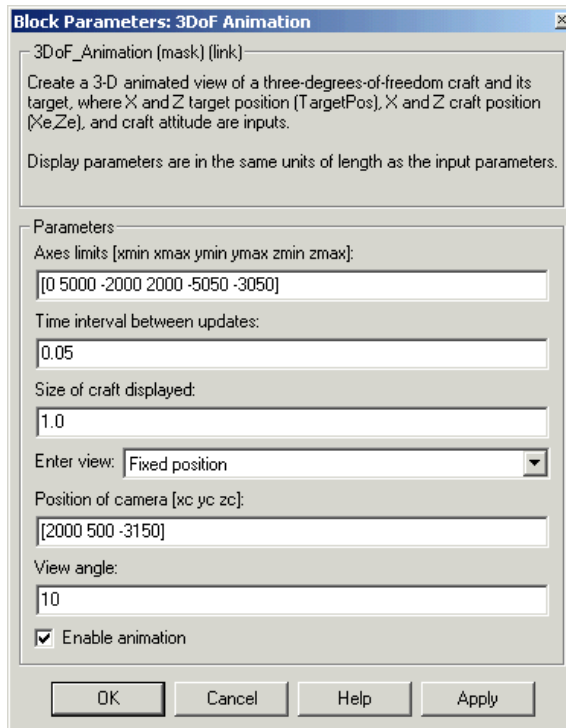 Block Parameters: 3DoF Animation
3DoF_Animation (mask) (link)
Create a 3-D animated view of a three-degrees-of-freedom craft and its
target, where X and Z target position (TargetPos), X and Z craft position
(Xe,Ze), and craft attitude are inputs.
Display parameters are in the same units of length as the input parameters.
Parameters
Axes limits [xmin xmax ymin ymax zmin zmax]:
[0 5000 -2000 2000 -5050 -3050]
Time interval between updates:
0.05
Size of craft displayed:
1.0
Enter view: Fixed position
Position of camera [xc yc zc]:
[2000 500 -3150]
View angle:
10
Enable animation
OK Cancel Help Apply